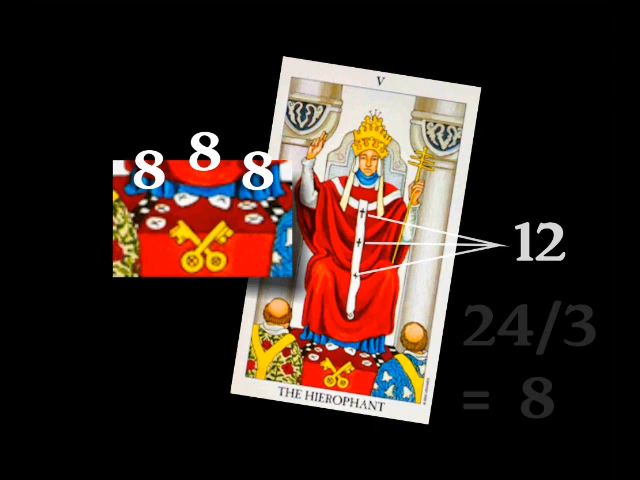 V
8 8 8
12
24/3
= 8
THE HIEROPHANT